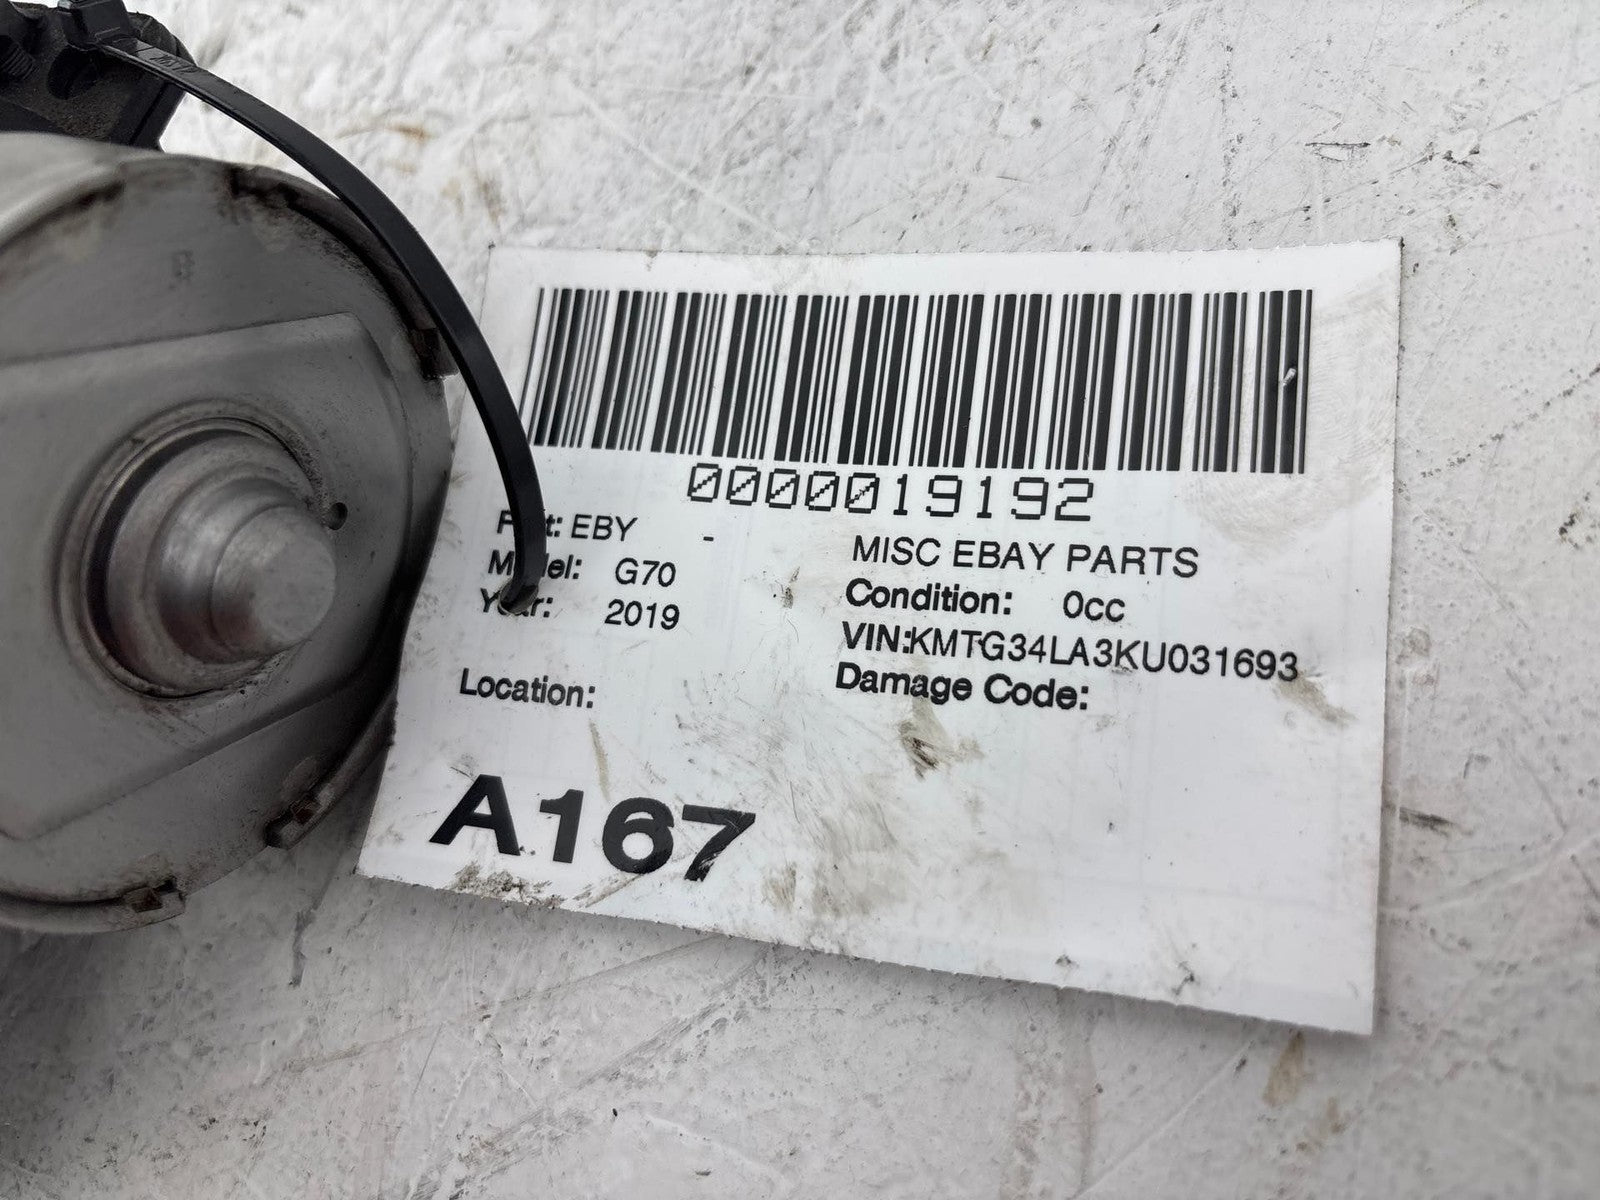 0000019192
EBY - MISC EBAY PARTS
G70 Condition: 0cc
2019 VIN:KMTG34LA3KU031693
Location: Damage Code:
A167